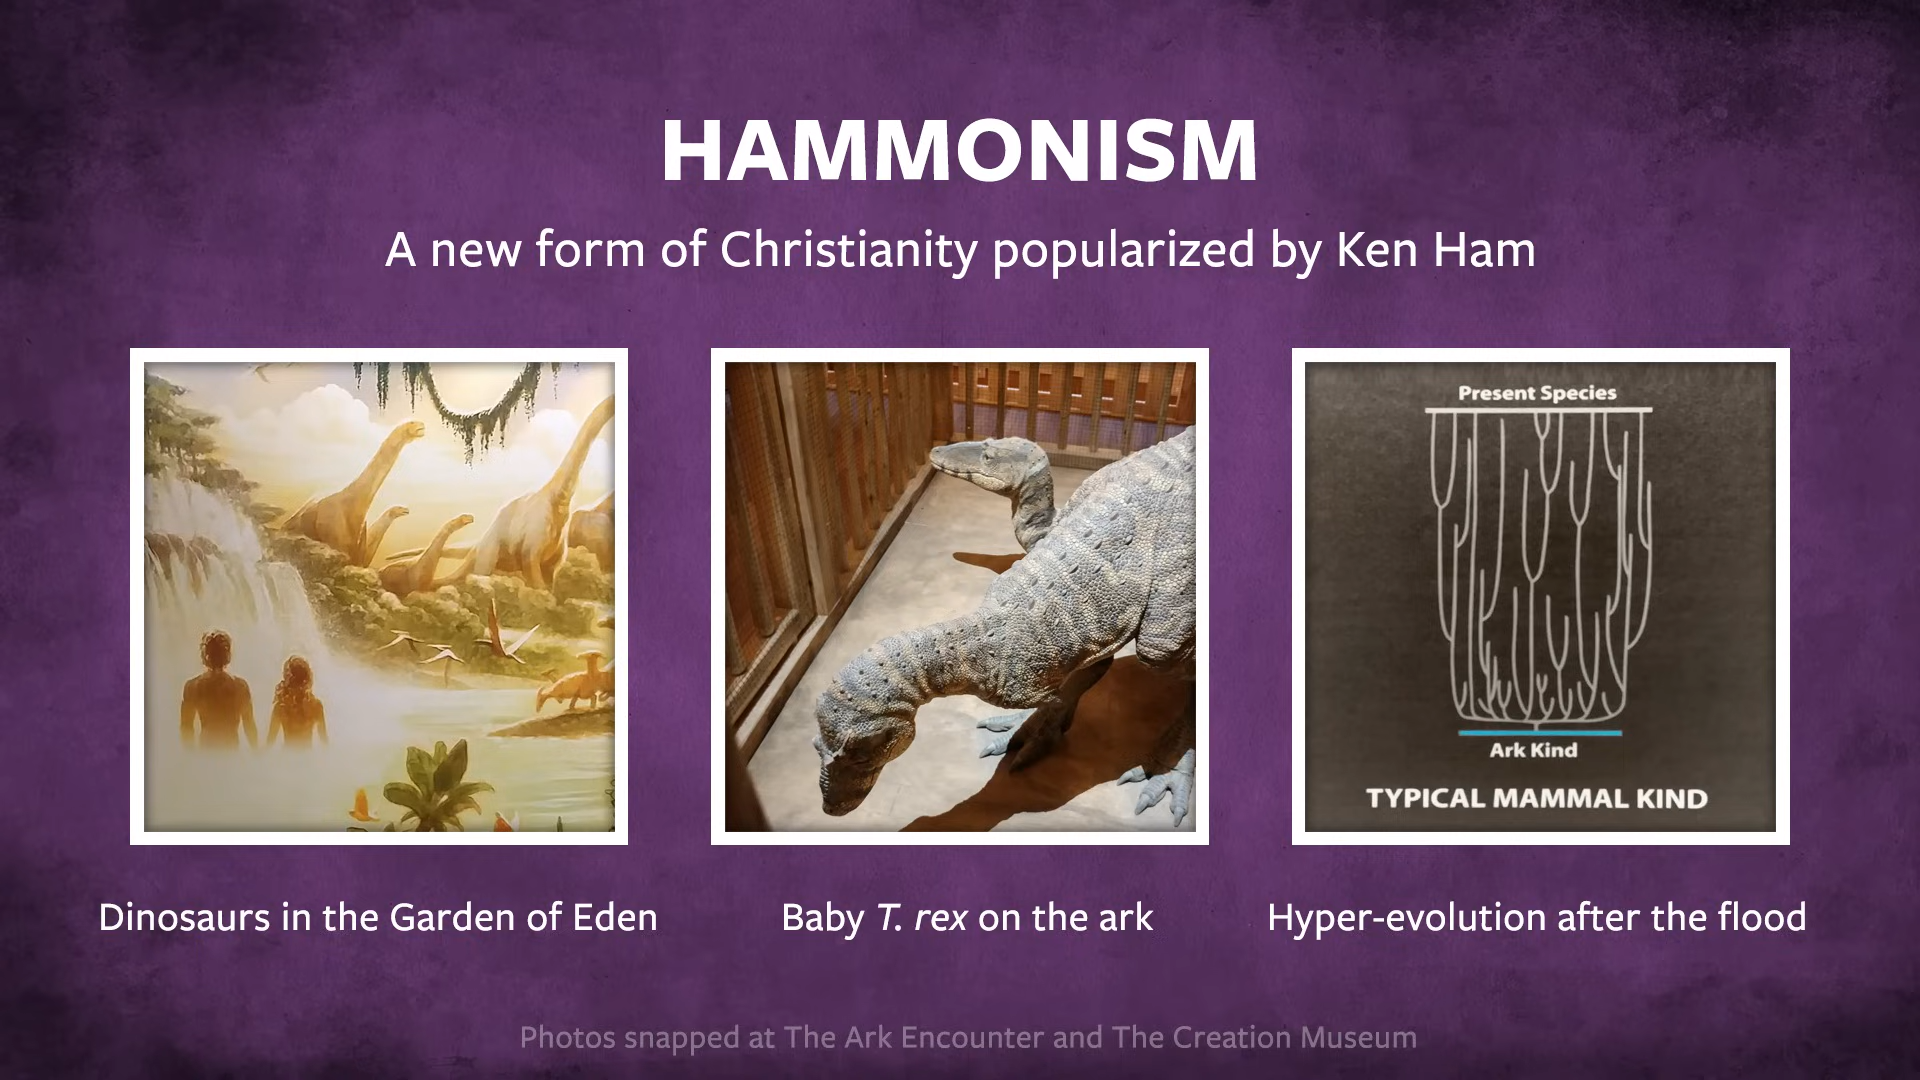 HAMMONISM
A new form of Christianity popularized by Ken Ham
Present Species
Ark Kind
TYPICAL MAMMAL KIND
Dinosaurs in the Garden of Eden
Baby T. rex on the ark
Hyper-evolution after the flood
Photos snapped at The Ark Encounter and The Creation Museum